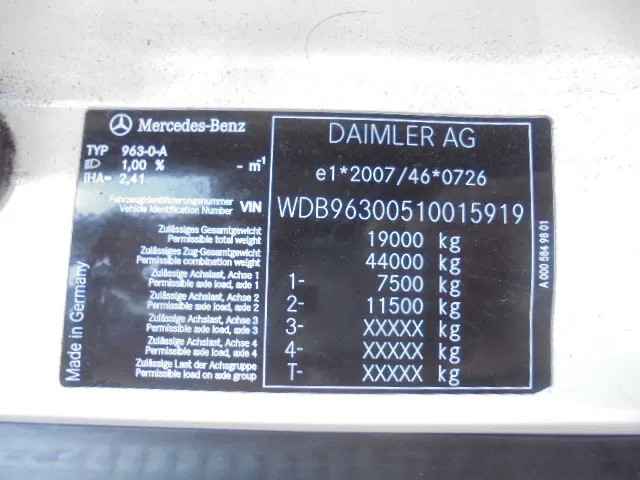 Mercedes-Benz
DAIMLER AG
TYP 963-0-A
1,00 % - m⁻¹
IHA= 2,41
e1*2007/46*0726
Fahrzeugidentifizierungsnummer
Vehicle Identification Number VIN
WDB96300510015919
Zulässiges Gesamtgewicht
Permissible total weight
19000 kg
Zulässiges Zug-Gesamtgewicht
Permissible combination weight
44000 kg
Zulässige Achslast, Achse 1
Permissible axle load, axle 1
1- 7500 kg
Zulässige Achslast, Achse 2
Permissible axle load, axle 2
2- 11500 kg
Zulässige Achslast, Achse 3
Permissible axle load, axle 3
3- XXXXX kg
Zulässige Achslast, Achse 4
Permissible axle load, axle 4
4- XXXXX kg
Zulässige Last der Achsgruppe
Permissible load on axle group
T- XXXXX kg
Made in Germany
A 000 584 98 01